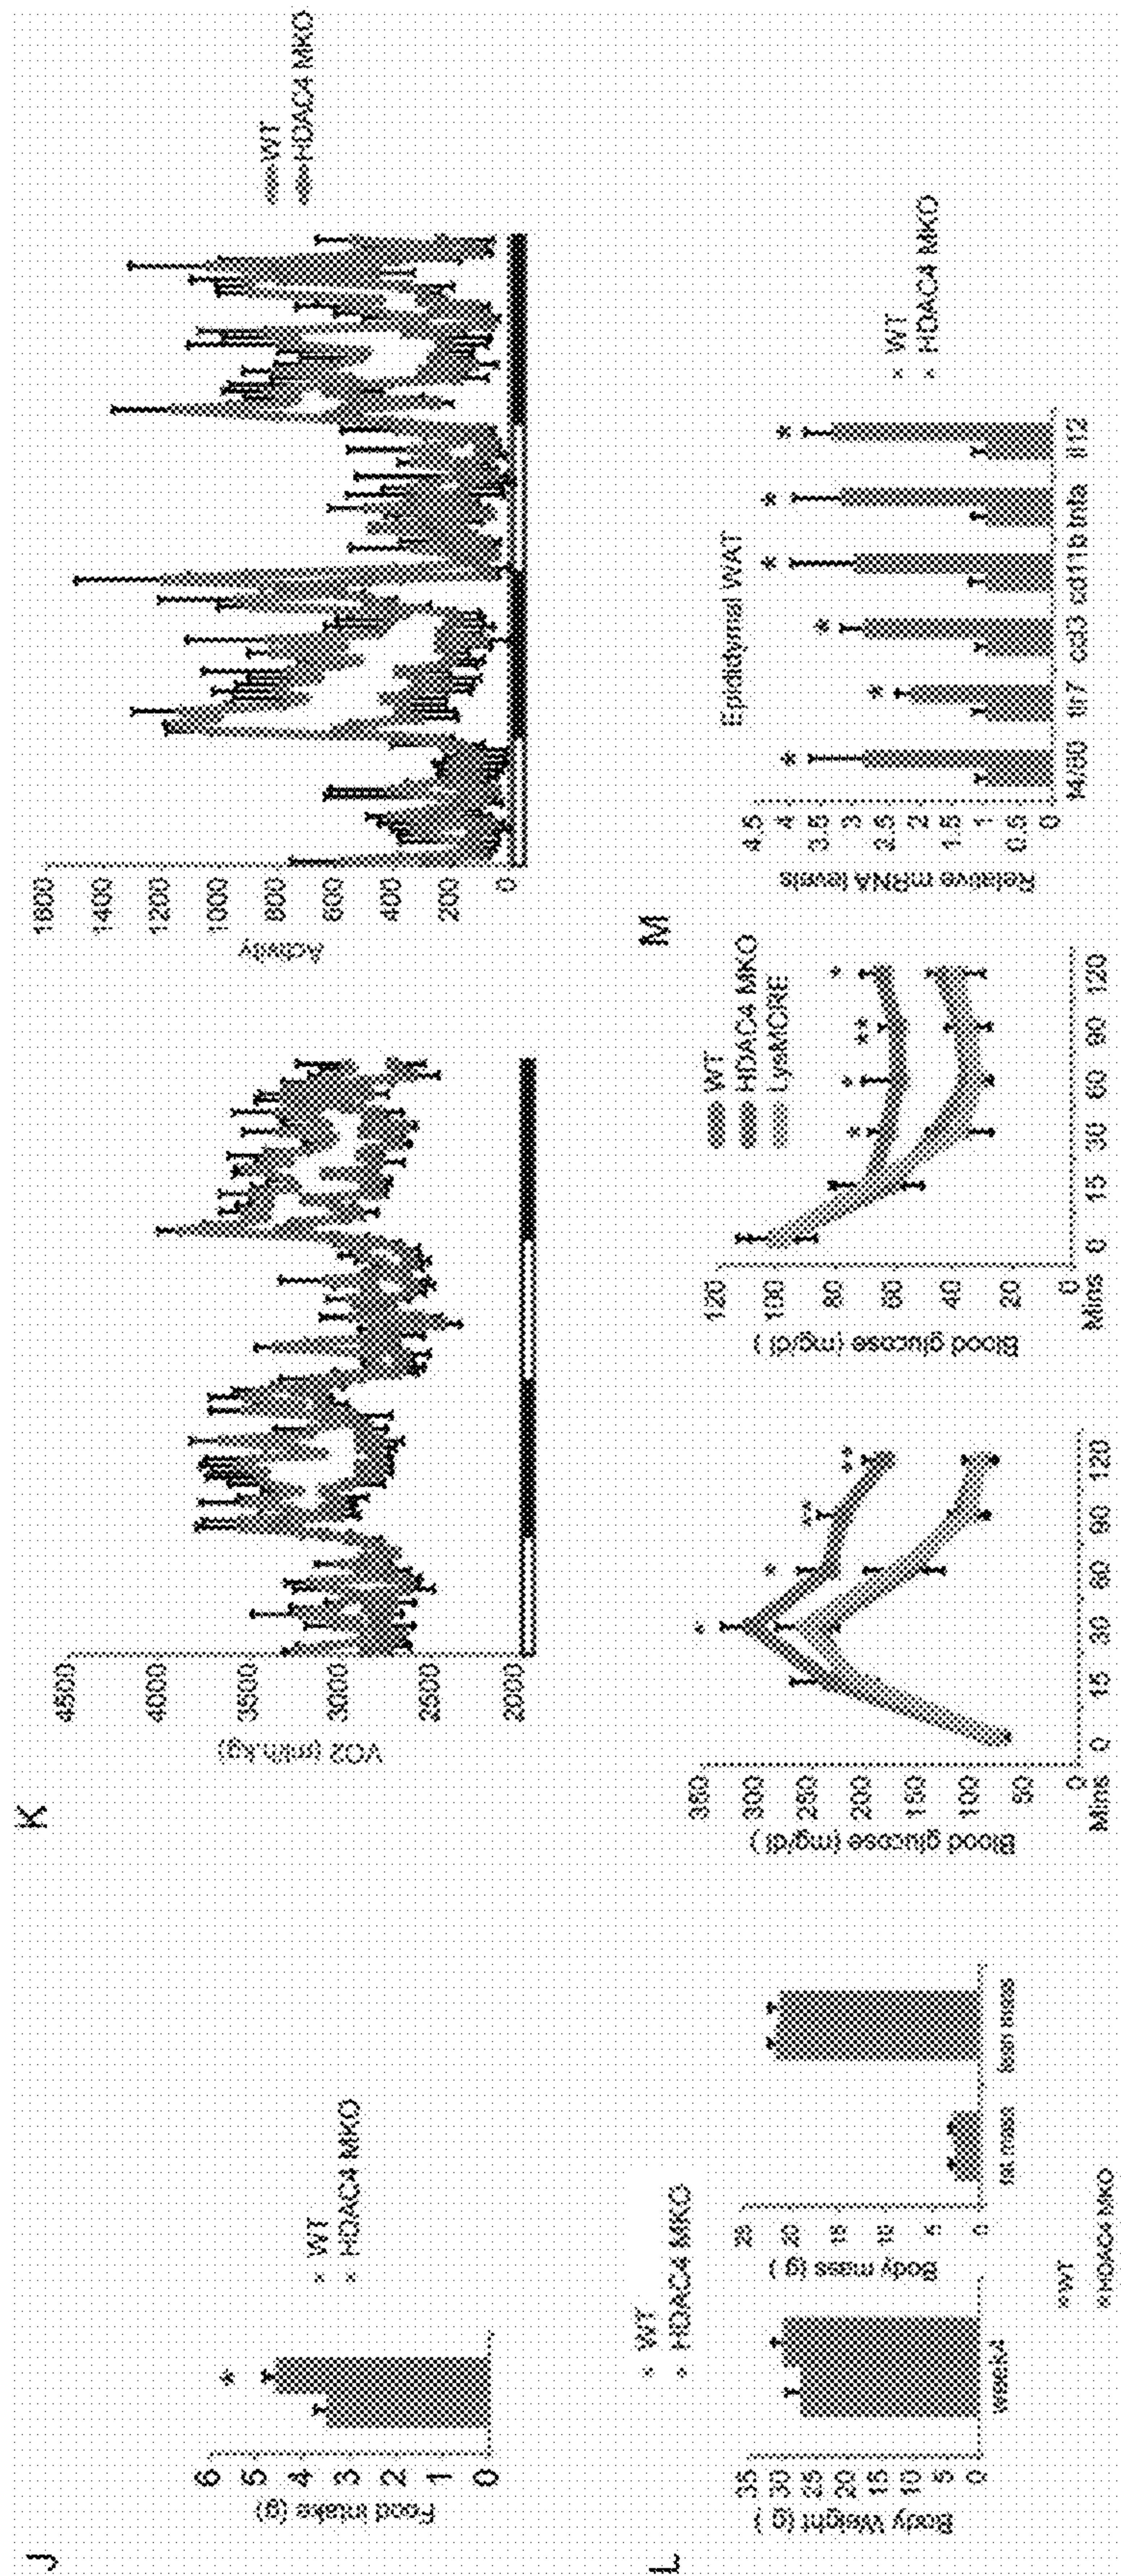 J
Food intake (g)
6
5
4
3
2
1
0
*
WT
HDAC4 MKO
K
VO2 (ml/h.kg)
4500
4000
3500
3000
2500
2000
Activity
1600
1400
1200
1000
800
600
400
200
0
WT
HDAC4 MKO
L
WT
HDAC4 MKO
Body Weight (g)
35
30
25
20
15
10
5
0
week4
Body mass (g)
25
20
15
10
5
0
fat mass lean mass
WT
HDAC4 MKO
Blood glucose (mg/dl)
350
300
250
200
150
100
50
0
* * ** **
Mins 0 15 30 60 90 120
Blood glucose (mg/dl)
120
100
80
60
40
20
0
* * ** *
Mins 0 15 30 60 90 120
WT
HDAC4 MKO
LysMCRE
M
Epididymal WAT
Relative mRNA levels
4.5
4
3.5
3
2.5
2
1.5
1
0.5
0
* * * * * *
f4/80 tlr7 cd3 cd11b tnfa il12
WT
HDAC4 MKO